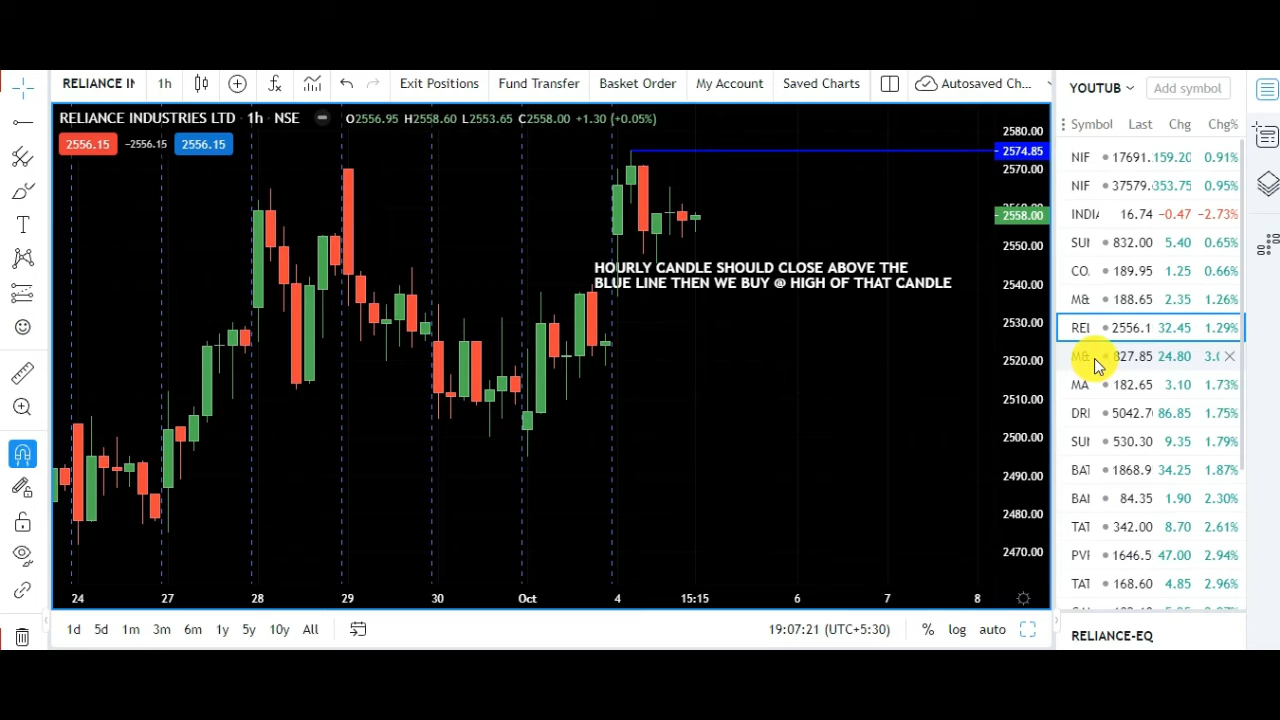 RELIANCE IN
1h
Exit Positions
Fund Transfer
Basket Order
My Account
Saved Charts
Autosaved Ch...
YOUTUB
Add symbol
RELIANCE INDUSTRIES LTD · 1h · NSE
O2556.95 H2558.60 L2553.65 C2558.00 +1.30 (+0.05%)
2556.15 −2556.15 2556.15
HOURLY CANDLE SHOULD CLOSE ABOVE THE
BLUE LINE THEN WE BUY @ HIGH OF THAT CANDLE
2580.00
2574.85
2570.00
2558.00
2550.00
2540.00
2530.00
2520.00
2510.00
2500.00
2490.00
2480.00
2470.00
24 27 28 29 30 Oct 4 15:15 6 7 8
1d 5d 1m 3m 6m 1y 5y 10y All
19:07:21 (UTC+5:30) % log auto
Symbol Last Chg Chg%
NIF 17691. 159.20 0.91%
NIF 37579. 353.75 0.95%
INDIA 16.74 −0.47 −2.73%
SUI 832.00 5.40 0.65%
CO. 189.95 1.25 0.66%
M& 188.65 2.35 1.26%
REL 2556.1 32.45 1.29%
M& 827.85 24.80 3.0
MA 182.65 3.10 1.73%
DRI 5042.7 86.85 1.75%
SUI 530.30 9.35 1.79%
BAT 1868.9 34.25 1.87%
BAI 84.35 1.90 2.30%
TAT 342.00 8.70 2.61%
PVF 1646.5 47.00 2.94%
TAT 168.60 4.85 2.96%
RELIANCE-EQ